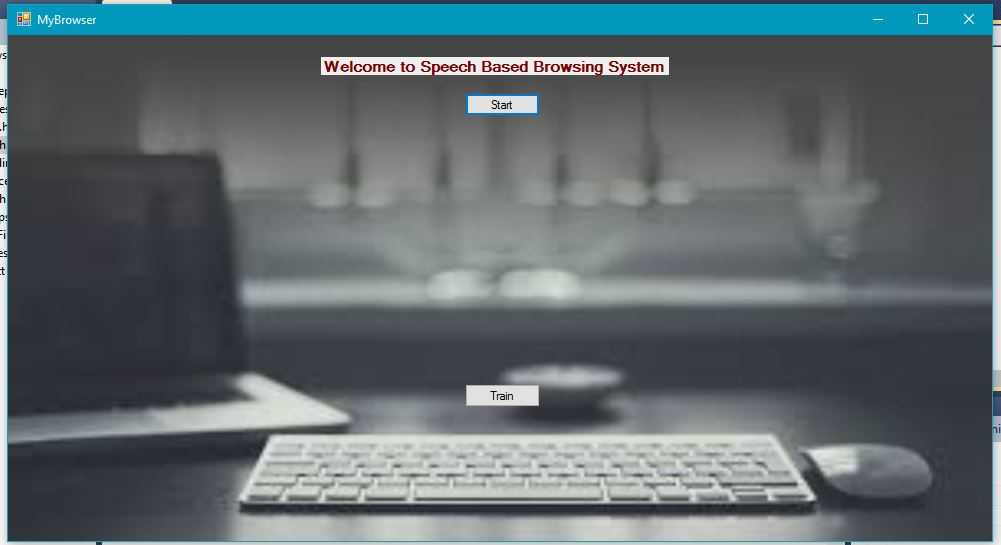 MyBrowser
Welcome to Speech Based Browsing System
Start
Train